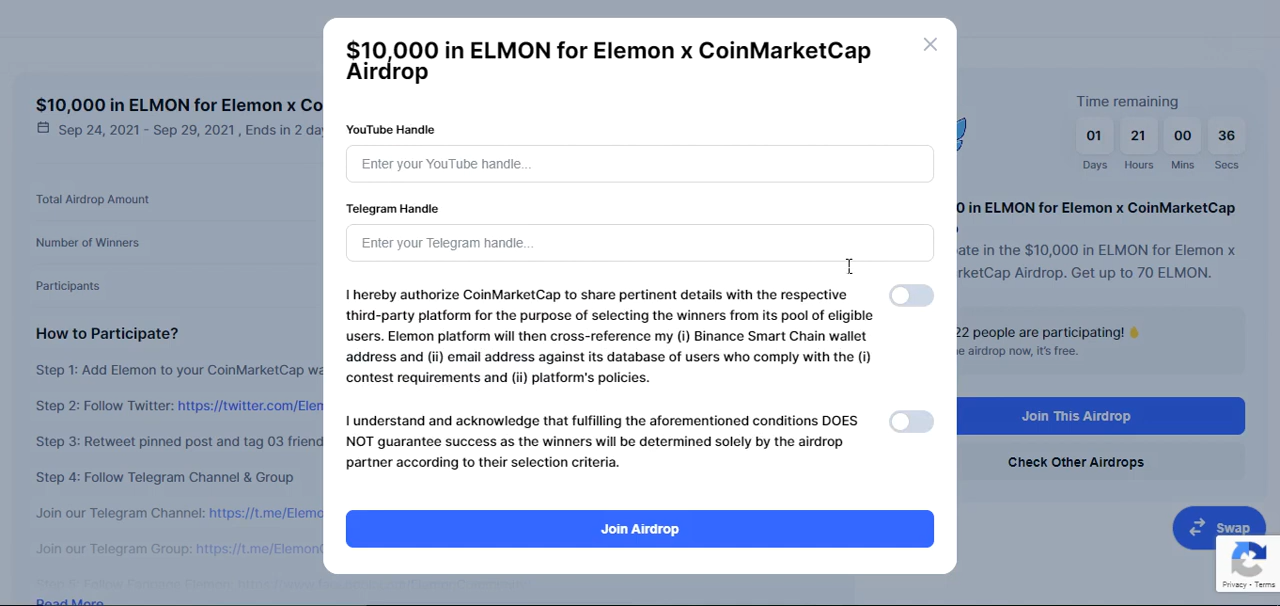 $10,000 in ELMON for Elemon x CoinMarketCap
Airdrop
YouTube Handle
Enter your YouTube handle...
Telegram Handle
Enter your Telegram handle...
I hereby authorize CoinMarketCap to share pertinent details with the respective
third-party platform for the purpose of selecting the winners from its pool of eligible
users. Elemon platform will then cross-reference my (i) Binance Smart Chain wallet
address and (ii) email address against its database of users who comply with the (i)
contest requirements and (ii) platform's policies.
I understand and acknowledge that fulfilling the aforementioned conditions DOES
NOT guarantee success as the winners will be determined solely by the airdrop
partner according to their selection criteria.
Join Airdrop
$10,000 in ELMON for Elemon x Co
Sep 24, 2021 - Sep 29, 2021 , Ends in 2 da
Total Airdrop Amount
Number of Winners
Participants
How to Participate?
Step 1: Add Elemon to your CoinMarketCap wa
Step 2: Follow Twitter: https://twitter.com/Elem
Step 3: Retweet pinned post and tag 03 friend
Step 4: Follow Telegram Channel & Group
Join our Telegram Channel: https://t.me/Elemo
Join our Telegram Group: https://t.me/ElemonG
Read More
Time remaining
01 21 00 36
Days Hours Mins Secs
0 in ELMON for Elemon x CoinMarketCap
ate in the $10,000 in ELMON for Elemon x
rketCap Airdrop. Get up to 70 ELMON.
22 people are participating!
e airdrop now, it's free.
Join This Airdrop
Check Other Airdrops
Swap
Privacy - Terms